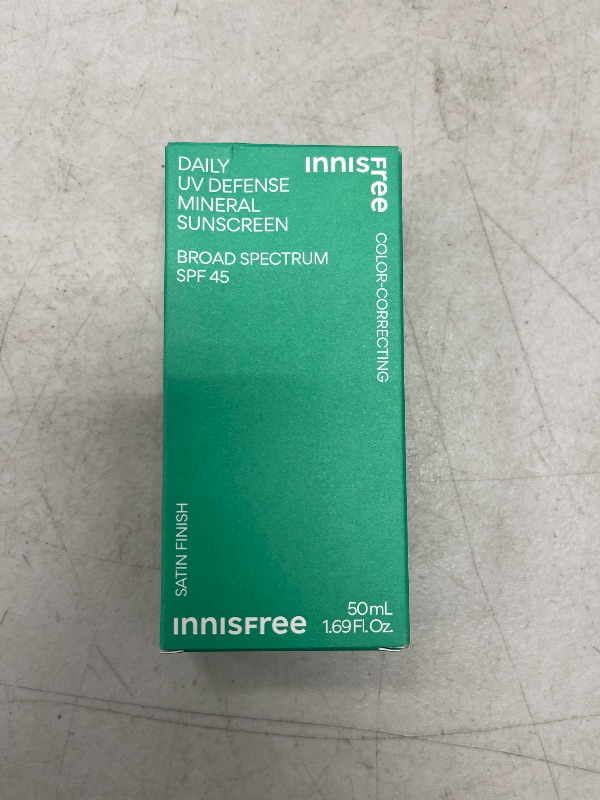 DAILY
UV DEFENSE
MINERAL
SUNSCREEN
BROAD SPECTRUM
SPF 45
innisfree
COLOR-CORRECTING
SATIN FINISH
innisfree
50mL
1.69 Fl. Oz.